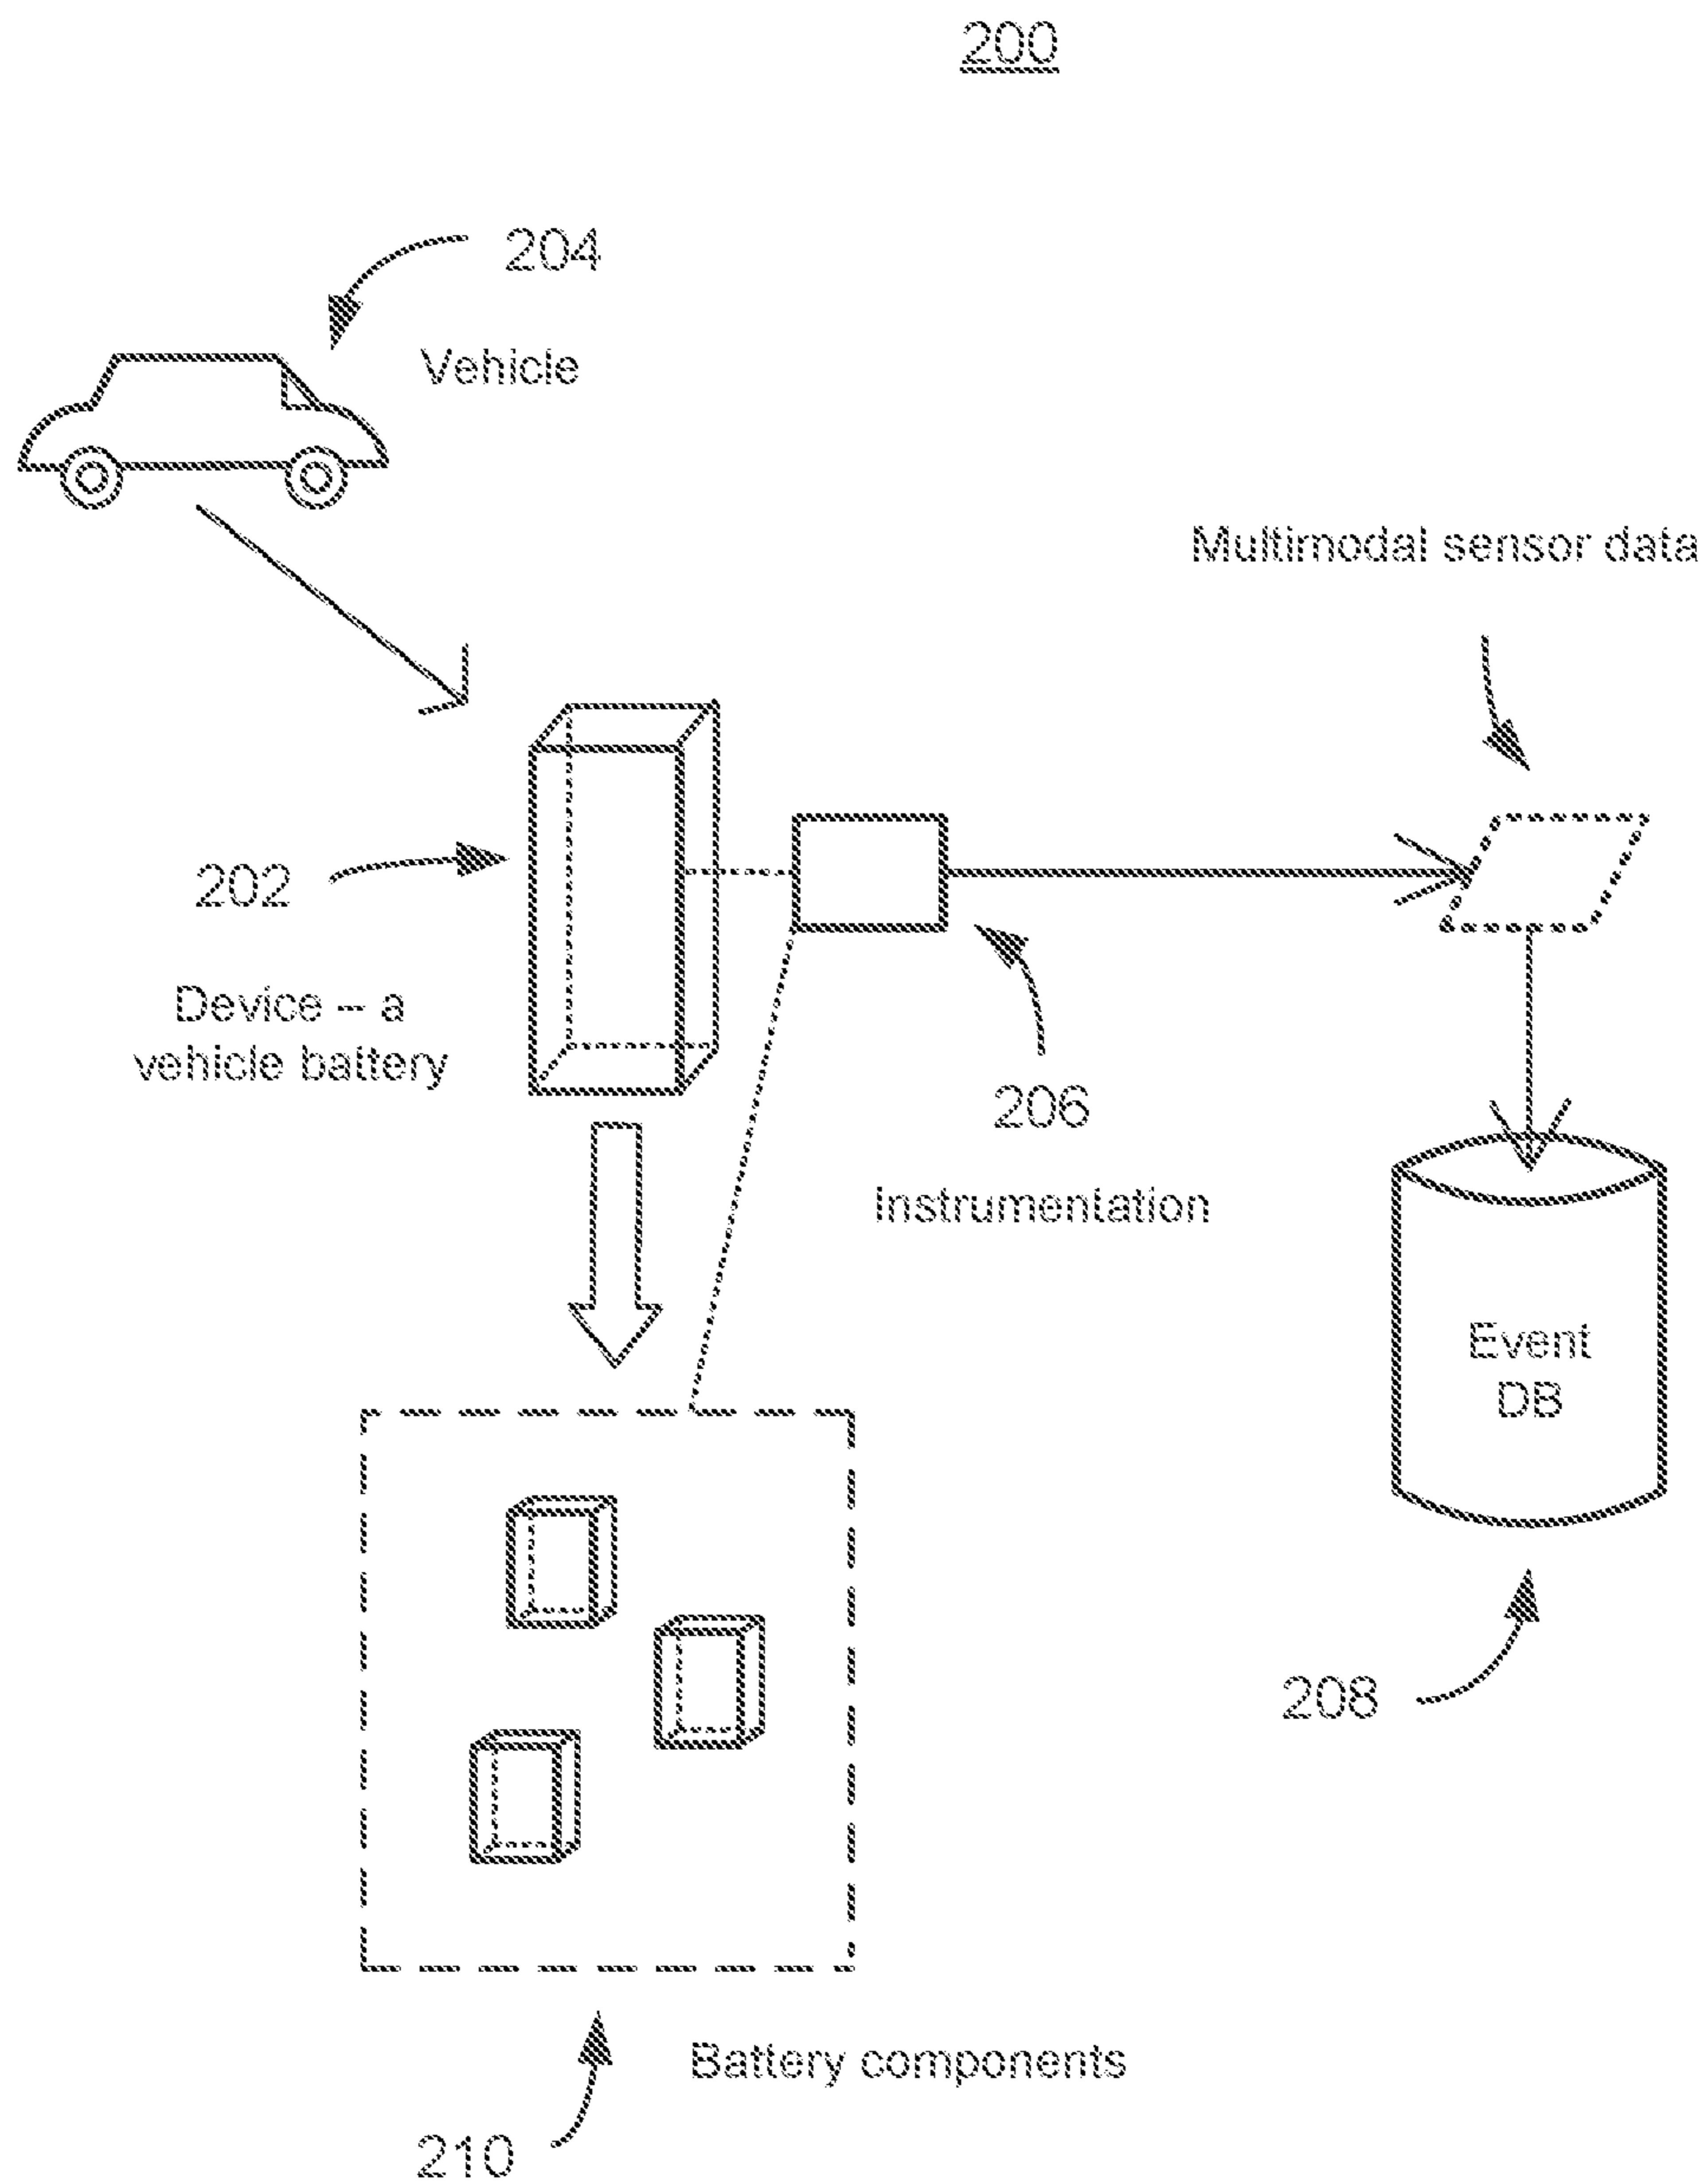 200
204
Vehicle
Multimodal sensor data
202
Device – a
vehicle battery
206
Instrumentation
Event
DB
208
Battery components
210